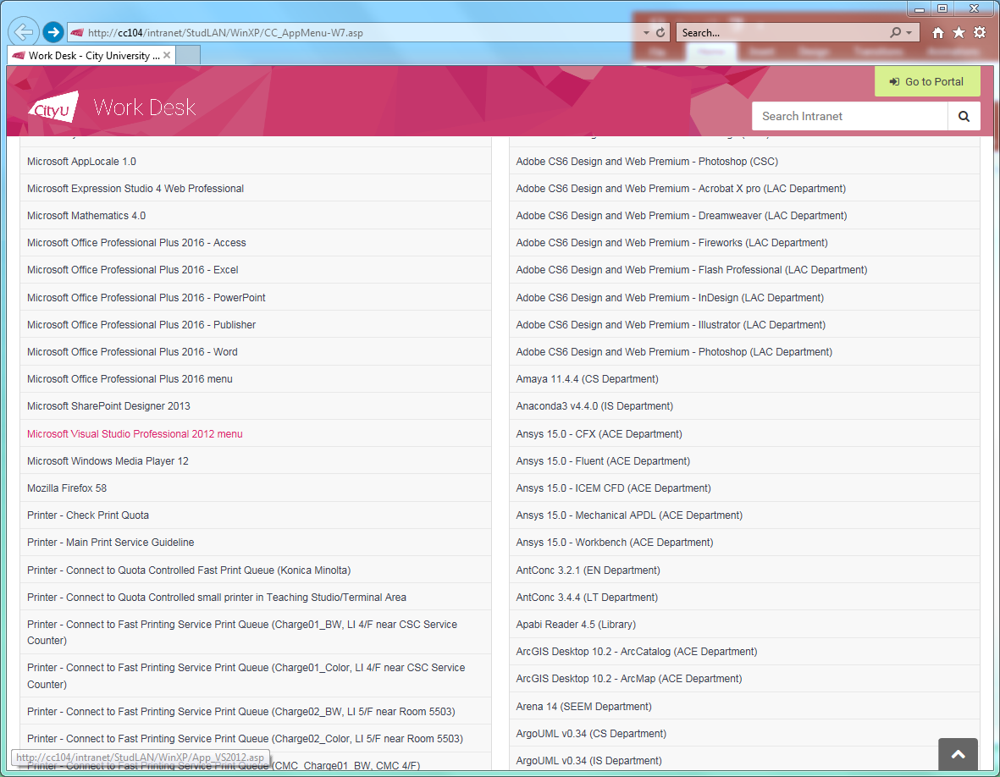 http://cc104/intranet/StudLAN/WinXP/CC_AppMenu-W7.asp
Search...
Work Desk - City University ...
CityU
Work Desk
Go to Portal
Search Intranet
Microsoft AppLocale 1.0
Microsoft Expression Studio 4 Web Professional
Microsoft Mathematics 4.0
Microsoft Office Professional Plus 2016 - Access
Microsoft Office Professional Plus 2016 - Excel
Microsoft Office Professional Plus 2016 - PowerPoint
Microsoft Office Professional Plus 2016 - Publisher
Microsoft Office Professional Plus 2016 - Word
Microsoft Office Professional Plus 2016 menu
Microsoft SharePoint Designer 2013
Microsoft Visual Studio Professional 2012 menu
Microsoft Windows Media Player 12
Mozilla Firefox 58
Printer - Check Print Quota
Printer - Main Print Service Guideline
Printer - Connect to Quota Controlled Fast Print Queue (Konica Minolta)
Printer - Connect to Quota Controlled small printer in Teaching Studio/Terminal Area
Printer - Connect to Fast Printing Service Print Queue (Charge01_BW, LI 4/F near CSC Service
Counter)
Printer - Connect to Fast Printing Service Print Queue (Charge01_Color, LI 4/F near CSC Service
Counter)
Printer - Connect to Fast Printing Service Print Queue (Charge02_BW, LI 5/F near Room 5503)
Printer - Connect to Fast Printing Service Print Queue (Charge02_Color, LI 5/F near Room 5503)
Printer - Connect to Fast Printing Service Print Queue (CMC_Charge01_BW, CMC 4/F)
http://cc104/intranet/StudLAN/WinXP/App_VS2012.asp
Adobe CS6 Design and Web Premium - Photoshop (CSC)
Adobe CS6 Design and Web Premium - Acrobat X pro (LAC Department)
Adobe CS6 Design and Web Premium - Dreamweaver (LAC Department)
Adobe CS6 Design and Web Premium - Fireworks (LAC Department)
Adobe CS6 Design and Web Premium - Flash Professional (LAC Department)
Adobe CS6 Design and Web Premium - InDesign (LAC Department)
Adobe CS6 Design and Web Premium - Illustrator (LAC Department)
Adobe CS6 Design and Web Premium - Photoshop (LAC Department)
Amaya 11.4.4 (CS Department)
Anaconda3 v4.4.0 (IS Department)
Ansys 15.0 - CFX (ACE Department)
Ansys 15.0 - Fluent (ACE Department)
Ansys 15.0 - ICEM CFD (ACE Department)
Ansys 15.0 - Mechanical APDL (ACE Department)
Ansys 15.0 - Workbench (ACE Department)
AntConc 3.2.1 (EN Department)
AntConc 3.4.4 (LT Department)
Apabi Reader 4.5 (Library)
ArcGIS Desktop 10.2 - ArcCatalog (ACE Department)
ArcGIS Desktop 10.2 - ArcMap (ACE Department)
Arena 14 (SEEM Department)
ArgoUML v0.34 (CS Department)
ArgoUML v0.34 (IS Department)